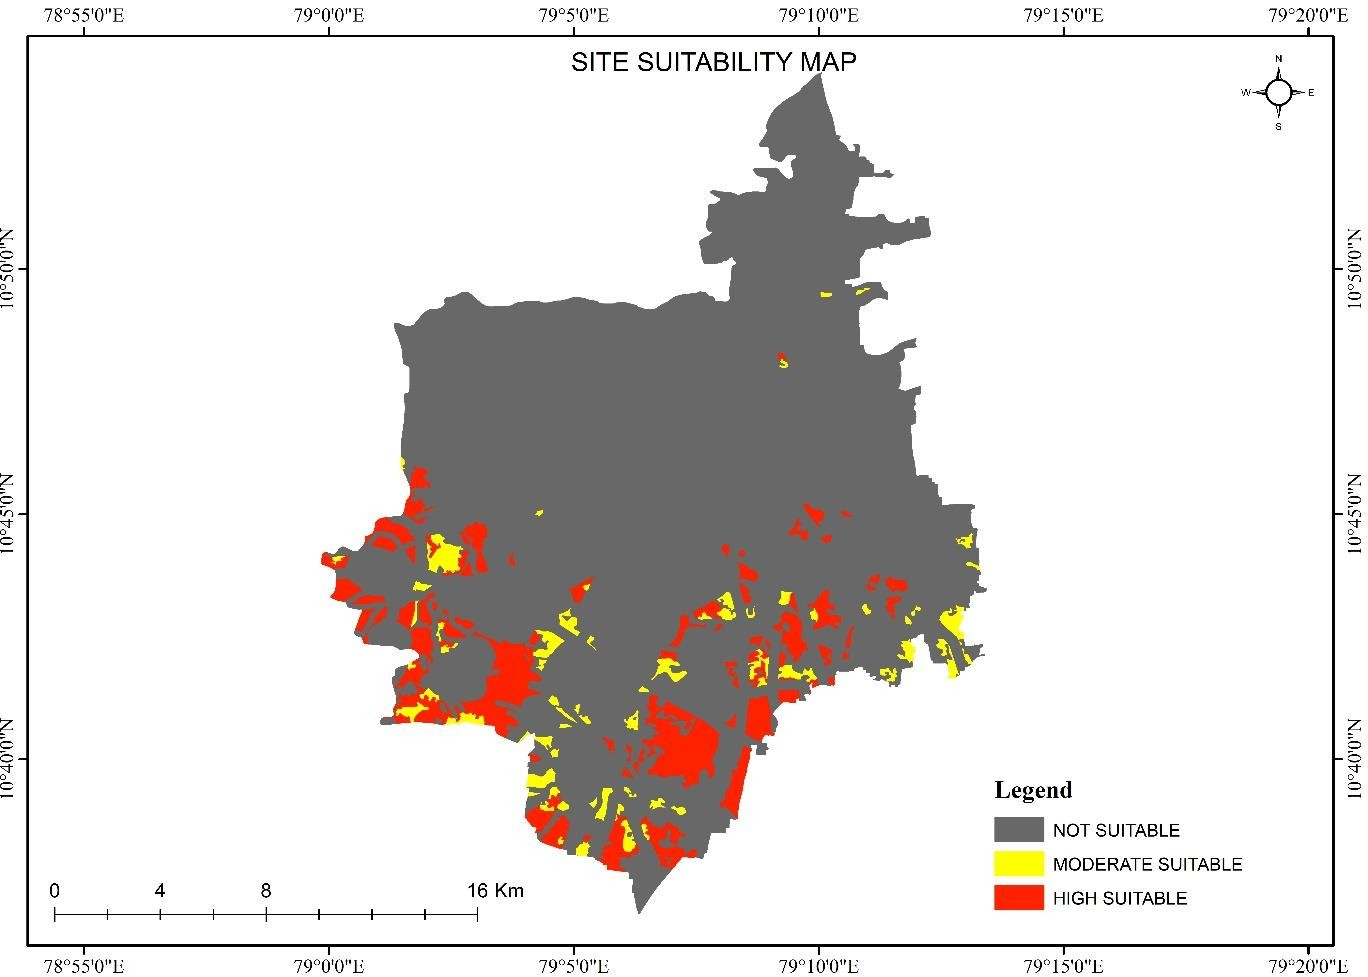 78°55'0"E 79°0'0"E 79°5'0"E 79°10'0"E 79°15'0"E 79°20'0"E
SITE SUITABILITY MAP
N
W E
S
10°50'0"N 10°50'0"N
10°45'0"N 10°45'0"N
10°40'0"N 10°40'0"N
Legend
NOT SUITABLE
MODERATE SUITABLE
HIGH SUITABLE
0 4 8 16 Km
78°55'0"E 79°0'0"E 79°5'0"E 79°10'0"E 79°15'0"E 79°20'0"E